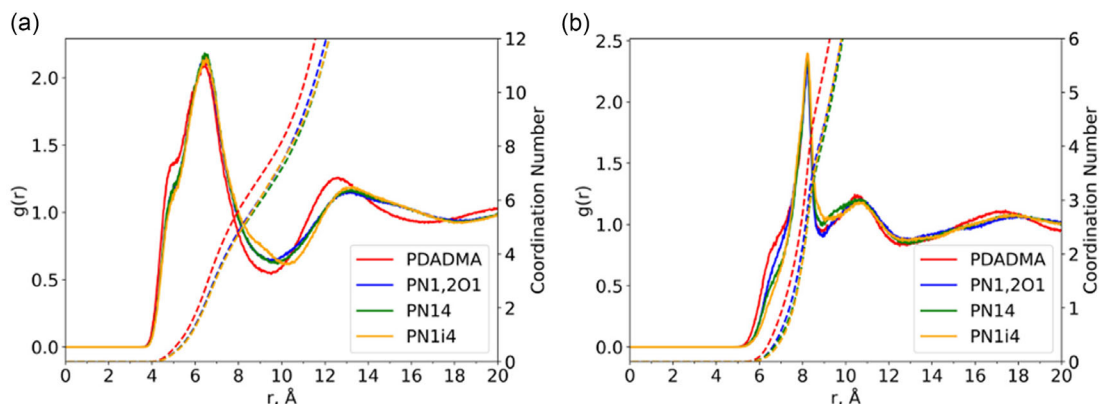 (a)
2.0
1.5
1.0
0.5
0.0
g(r)
12
10
8
6
4
2
0
Coordination Number
PDADMA
PN1,2O1
PN14
PN1i4
0 2 4 6 8 10 12 14 16 18 20
r, Å
(b)
2.5
2.0
1.5
1.0
0.5
0.0
g(r)
6
5
4
3
2
1
0
Coordination Number
PDADMA
PN1,2O1
PN14
PN1i4
0 2 4 6 8 10 12 14 16 18 20
r, Å